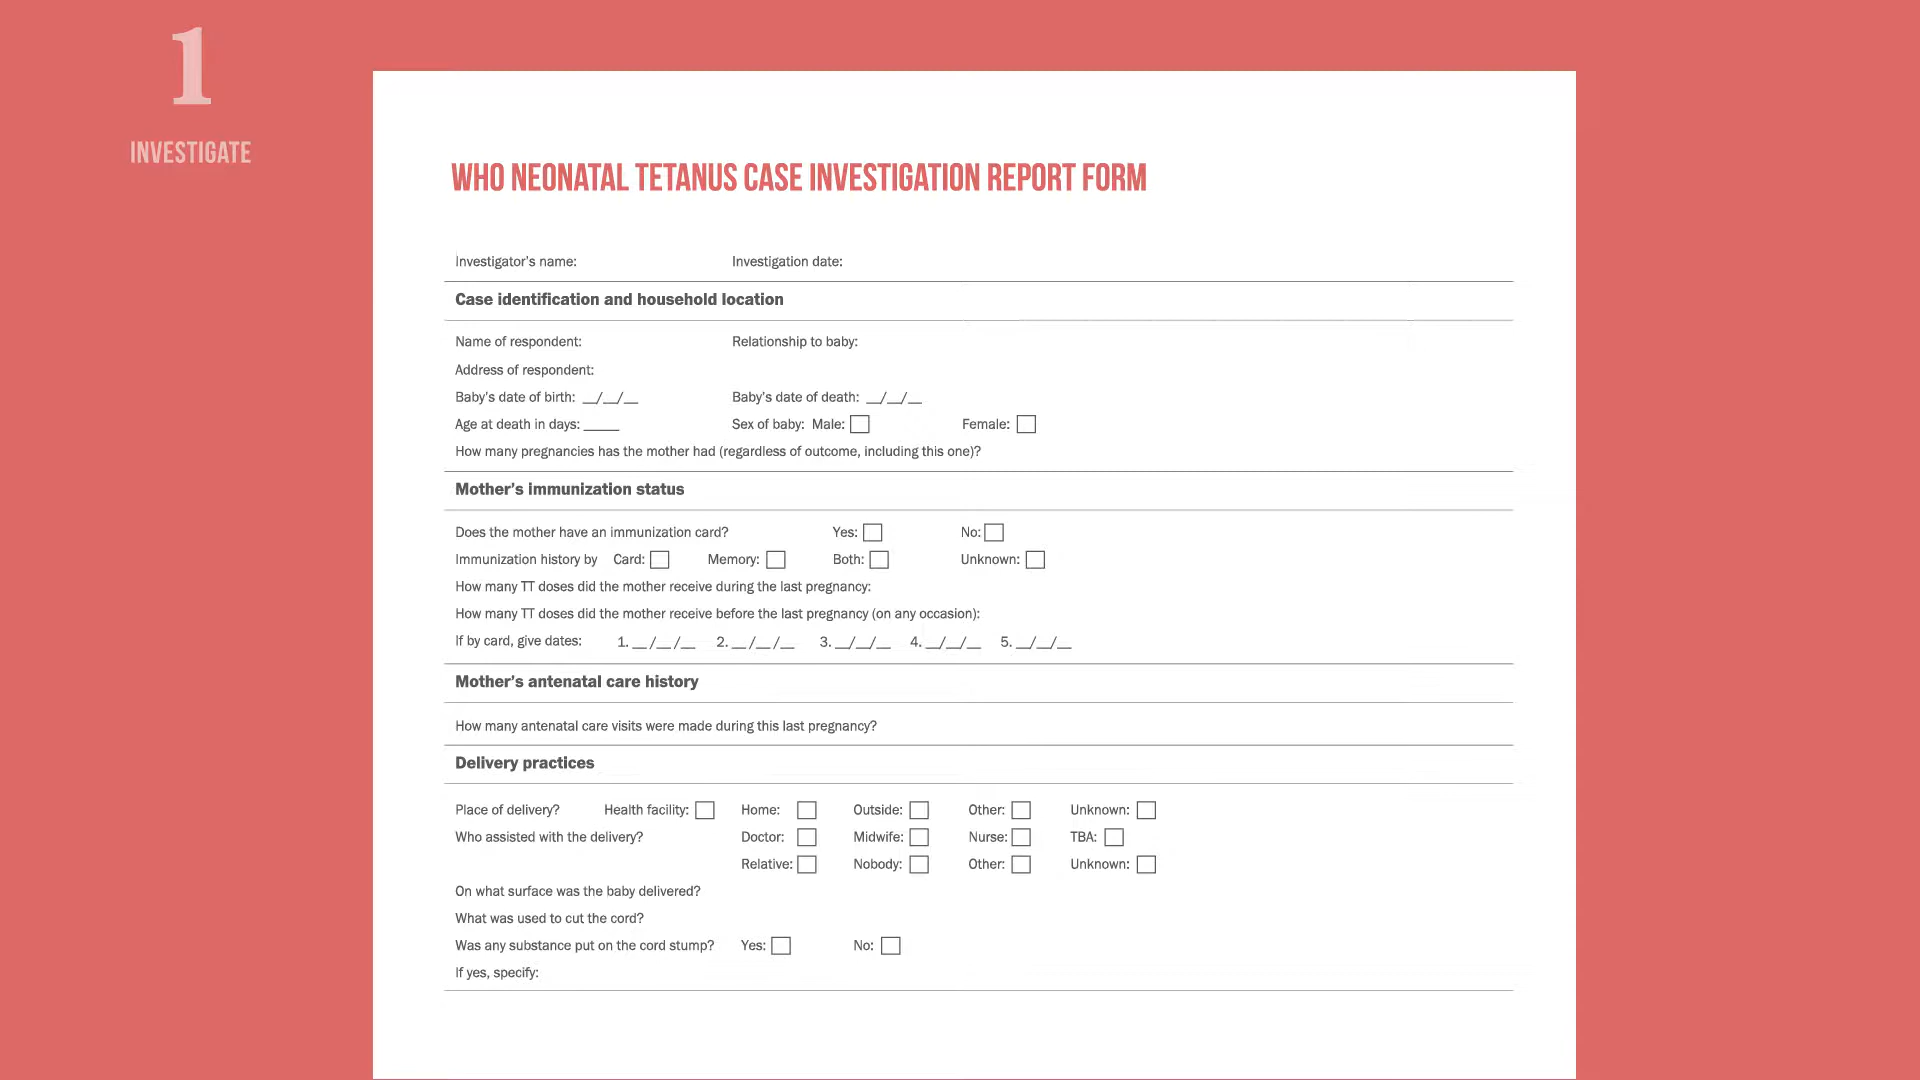 1
INVESTIGATE
WHO NEONATAL TETANUS CASE INVESTIGATION REPORT FORM
Investigator's name: Investigation date:
Case identification and household location
Name of respondent: Relationship to baby:
Address of respondent:
Baby's date of birth: __/__/__ Baby's date of death: __/__/__
Age at death in days: _____ Sex of baby: Male: Female:
How many pregnancies has the mother had (regardless of outcome, including this one)?
Mother's immunization status
Does the mother have an immunization card? Yes: No:
Immunization history by Card: Memory: Both: Unknown:
How many TT doses did the mother receive during the last pregnancy:
How many TT doses did the mother receive before the last pregnancy (on any occasion):
If by card, give dates: 1. __/__/__ 2. __/__/__ 3. __/__/__ 4. __/__/__ 5. __/__/__
Mother's antenatal care history
How many antenatal care visits were made during this last pregnancy?
Delivery practices
Place of delivery? Health facility: Home: Outside: Other: Unknown:
Who assisted with the delivery? Doctor: Midwife: Nurse: TBA:
Relative: Nobody: Other: Unknown:
On what surface was the baby delivered?
What was used to cut the cord?
Was any substance put on the cord stump? Yes: No:
If yes, specify: